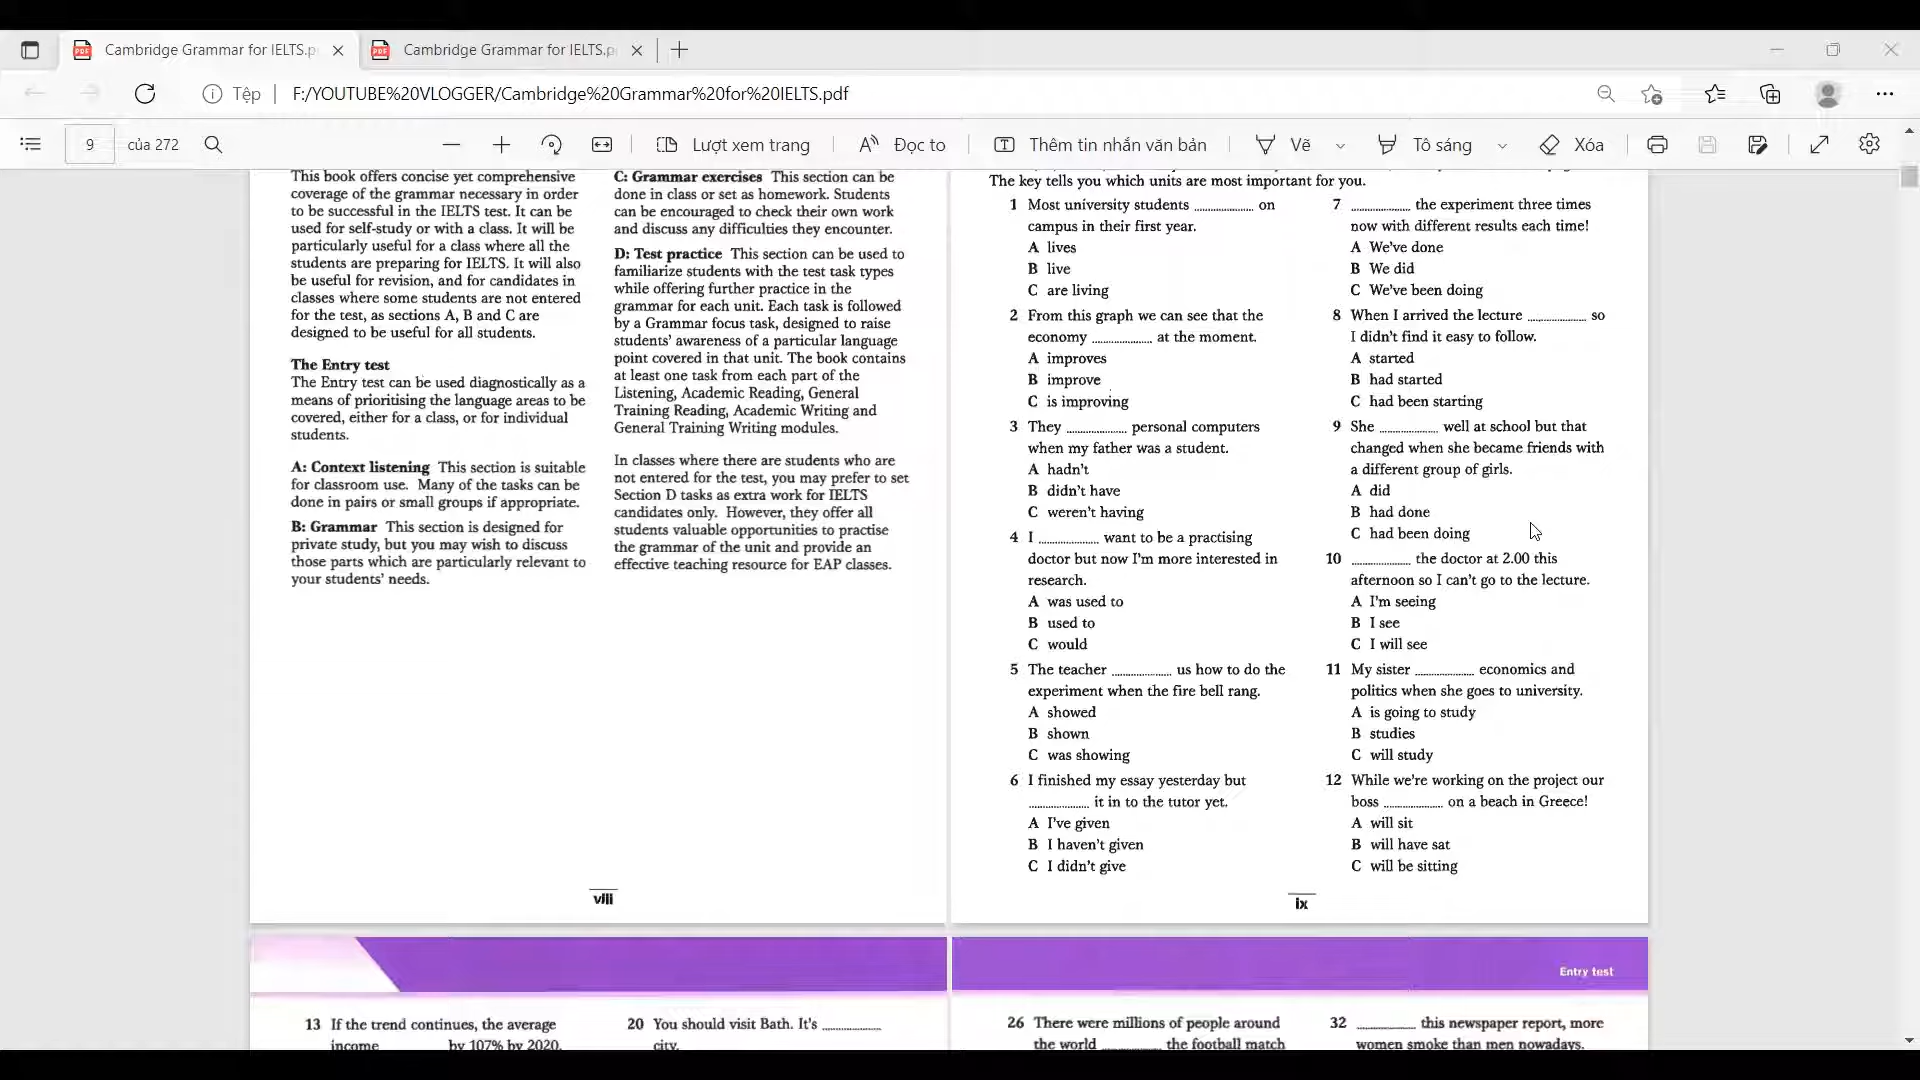 Cambridge Grammar for IELTS.p
Cambridge Grammar for IELTS.p
Tệp
F:/YOUTUBE%20VLOGGER/Cambridge%20Grammar%20for%20IELTS.pdf
9
của 272
Lượt xem trang
Đọc to
Thêm tin nhắn văn bản
Vẽ
Tô sáng
Xóa
This book offers concise yet comprehensive
coverage of the grammar necessary in order
to be successful in the IELTS test. It can be
used for self-study or with a class. It will be
particularly useful for a class where all the
students are preparing for IELTS. It will also
be useful for revision, and for candidates in
classes where some students are not entered
for the test, as sections A, B and C are
designed to be useful for all students.
The Entry test
The Entry test can be used diagnostically as a
means of prioritising the language areas to be
covered, either for a class, or for individual
students.
A: Context listening This section is suitable
for classroom use. Many of the tasks can be
done in pairs or small groups if appropriate.
B: Grammar This section is designed for
private study, but you may wish to discuss
those parts which are particularly relevant to
your students' needs.
C: Grammar exercises This section can be
done in class or set as homework. Students
can be encouraged to check their own work
and discuss any difficulties they encounter.
D: Test practice This section can be used to
familiarize students with the test task types
while offering further practice in the
grammar for each unit. Each task is followed
by a Grammar focus task, designed to raise
students' awareness of a particular language
point covered in that unit. The book contains
at least one task from each part of the
Listening, Academic Reading, General
Training Reading, Academic Writing and
General Training Writing modules.
In classes where there are students who are
not entered for the test, you may prefer to set
Section D tasks as extra work for IELTS
candidates only. However, they offer all
students valuable opportunities to practise
the grammar of the unit and provide an
effective teaching resource for EAP classes.
viii
The key tells you which units are most important for you.
1 Most university students .................... on
campus in their first year.
A lives
B live
C are living
2 From this graph we can see that the
economy .................... at the moment.
A improves
B improve
C is improving
3 They .................... personal computers
when my father was a student.
A hadn't
B didn't have
C weren't having
4 I .................... want to be a practising
doctor but now I'm more interested in
research.
A was used to
B used to
C would
5 The teacher .................... us how to do the
experiment when the fire bell rang.
A showed
B shown
C was showing
6 I finished my essay yesterday but
.................... it in to the tutor yet.
A I've given
B I haven't given
C I didn't give
7 .................... the experiment three times
now with different results each time!
A We've done
B We did
C We've been doing
8 When I arrived the lecture .................... so
I didn't find it easy to follow.
A started
B had started
C had been starting
9 She .................... well at school but that
changed when she became friends with
a different group of girls.
A did
B had done
C had been doing
10 .................... the doctor at 2.00 this
afternoon so I can't go to the lecture.
A I'm seeing
B I see
C I will see
11 My sister .................... economics and
politics when she goes to university.
A is going to study
B studies
C will study
12 While we're working on the project our
boss .................... on a beach in Greece!
A will sit
B will have sat
C will be sitting
ix
13 If the trend continues, the average
income .................... by 107% by 2020.
20 You should visit Bath. It's ....................
city.
Entry test
26 There were millions of people around
the world .................... the football match
32 .................... this newspaper report, more
women smoke than men nowadays.